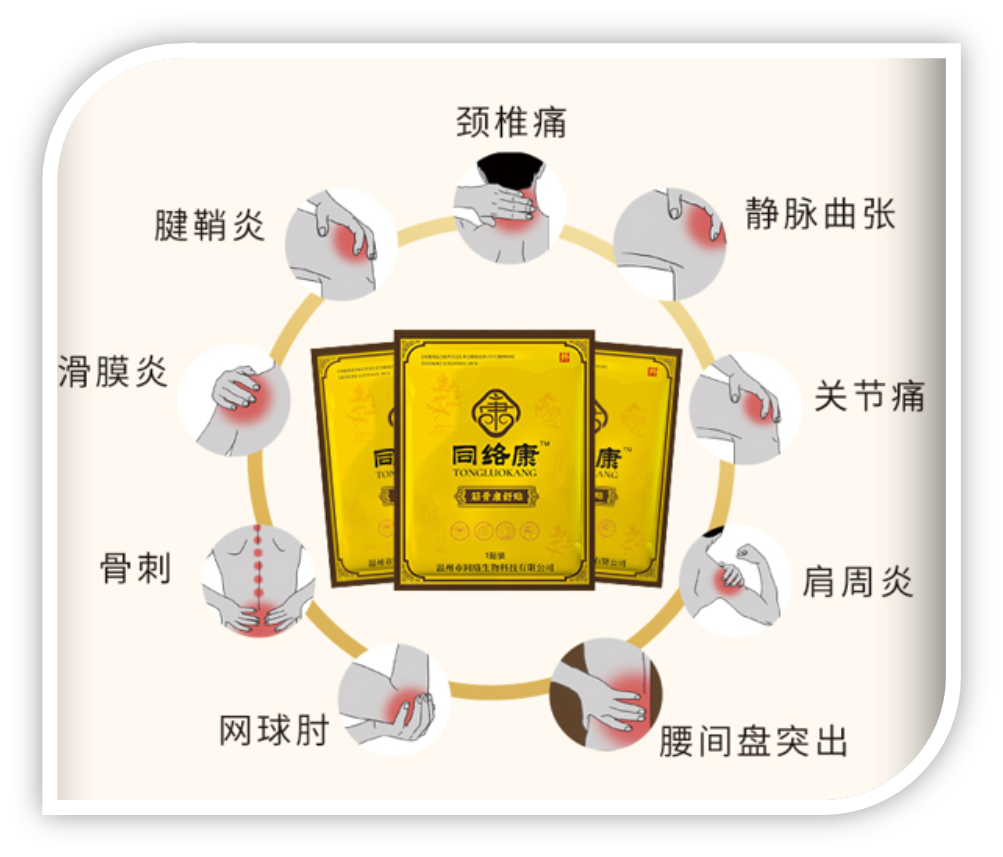 颈椎痛
腱鞘炎
静脉曲张
滑膜炎
关节痛
同络康™
TONGLUOKANG
筋骨康舒贴
1贴装
温州市同络生物科技有限公司
骨刺
肩周炎
网球肘
腰间盘突出